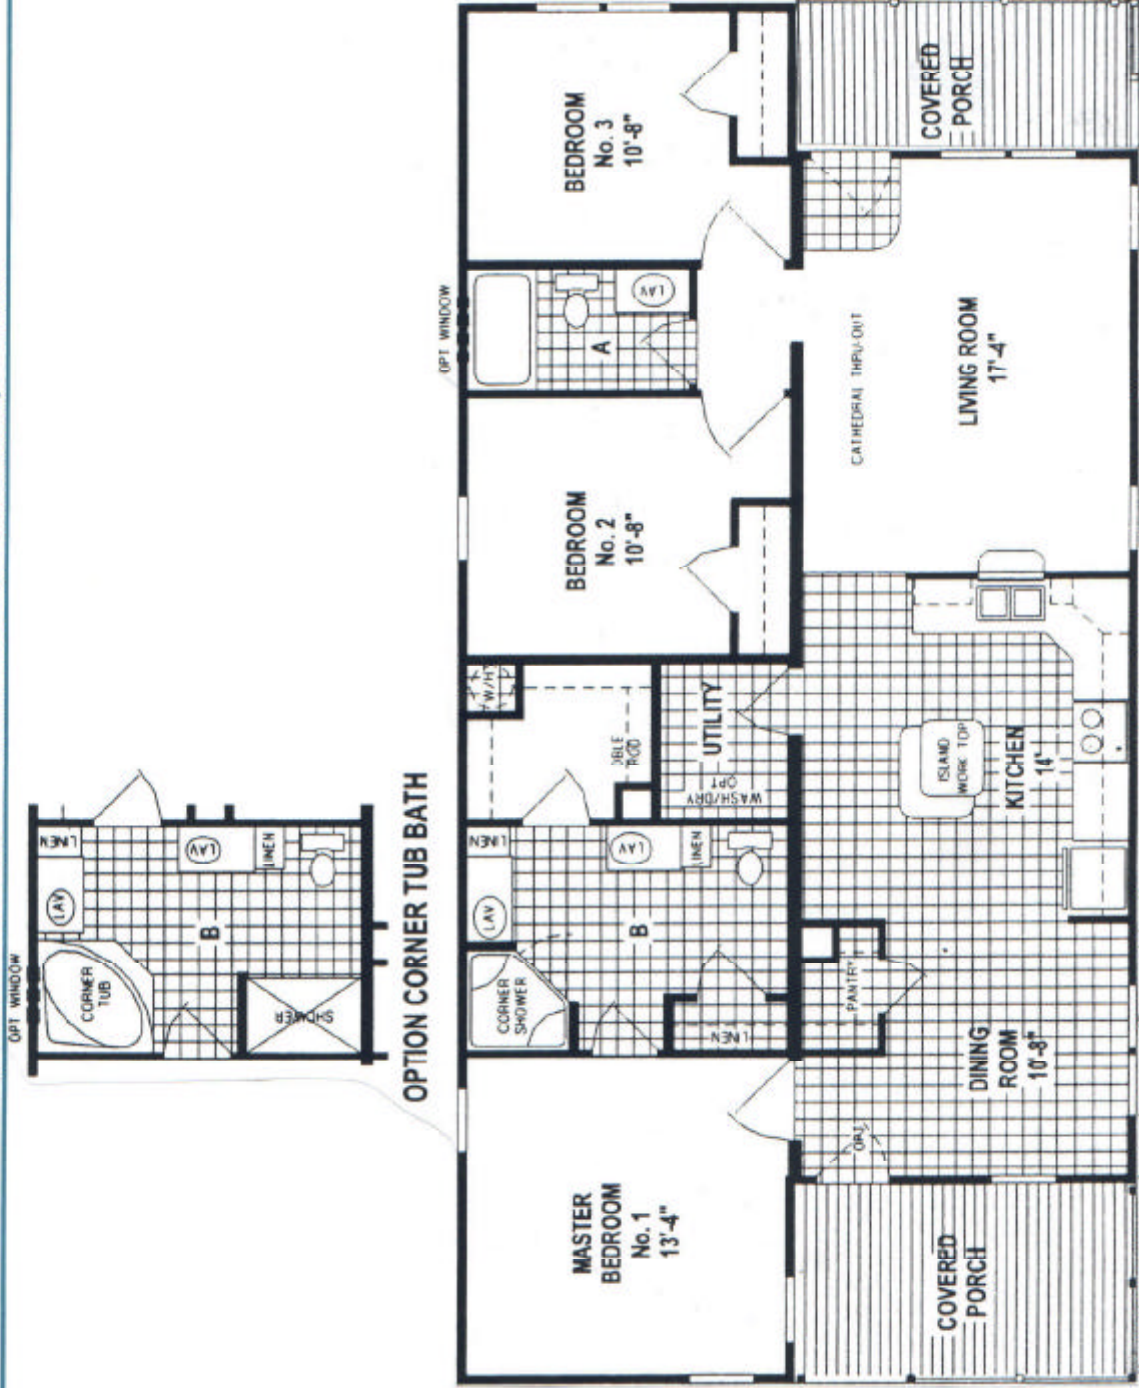 OPT WINDOW
LINEN
LAV
CORNER
TUB
LAV
LINEN
B
SHOWER
OPTION CORNER TUB BATH
OPT WINDOW
MASTER
BEDROOM
No. 1
13'-4"
CORNER
SHOWER
LAV
LINEN
LAV
LINEN
B
LINEN
W/H
DBLE
ROD
UTILITY
OPT
WASH/DRY
BEDROOM
No. 2
10'-8"
A
LAV
BEDROOM
No. 3
10'-8"
COVERED
PORCH
OPT
DINING
ROOM
10'-8"
PANTRY
ISLAND
WORK TOP
KITCHEN
14'
CATHEDRAL THRU-OUT
LIVING ROOM
17'-4"
COVERED
PORCH